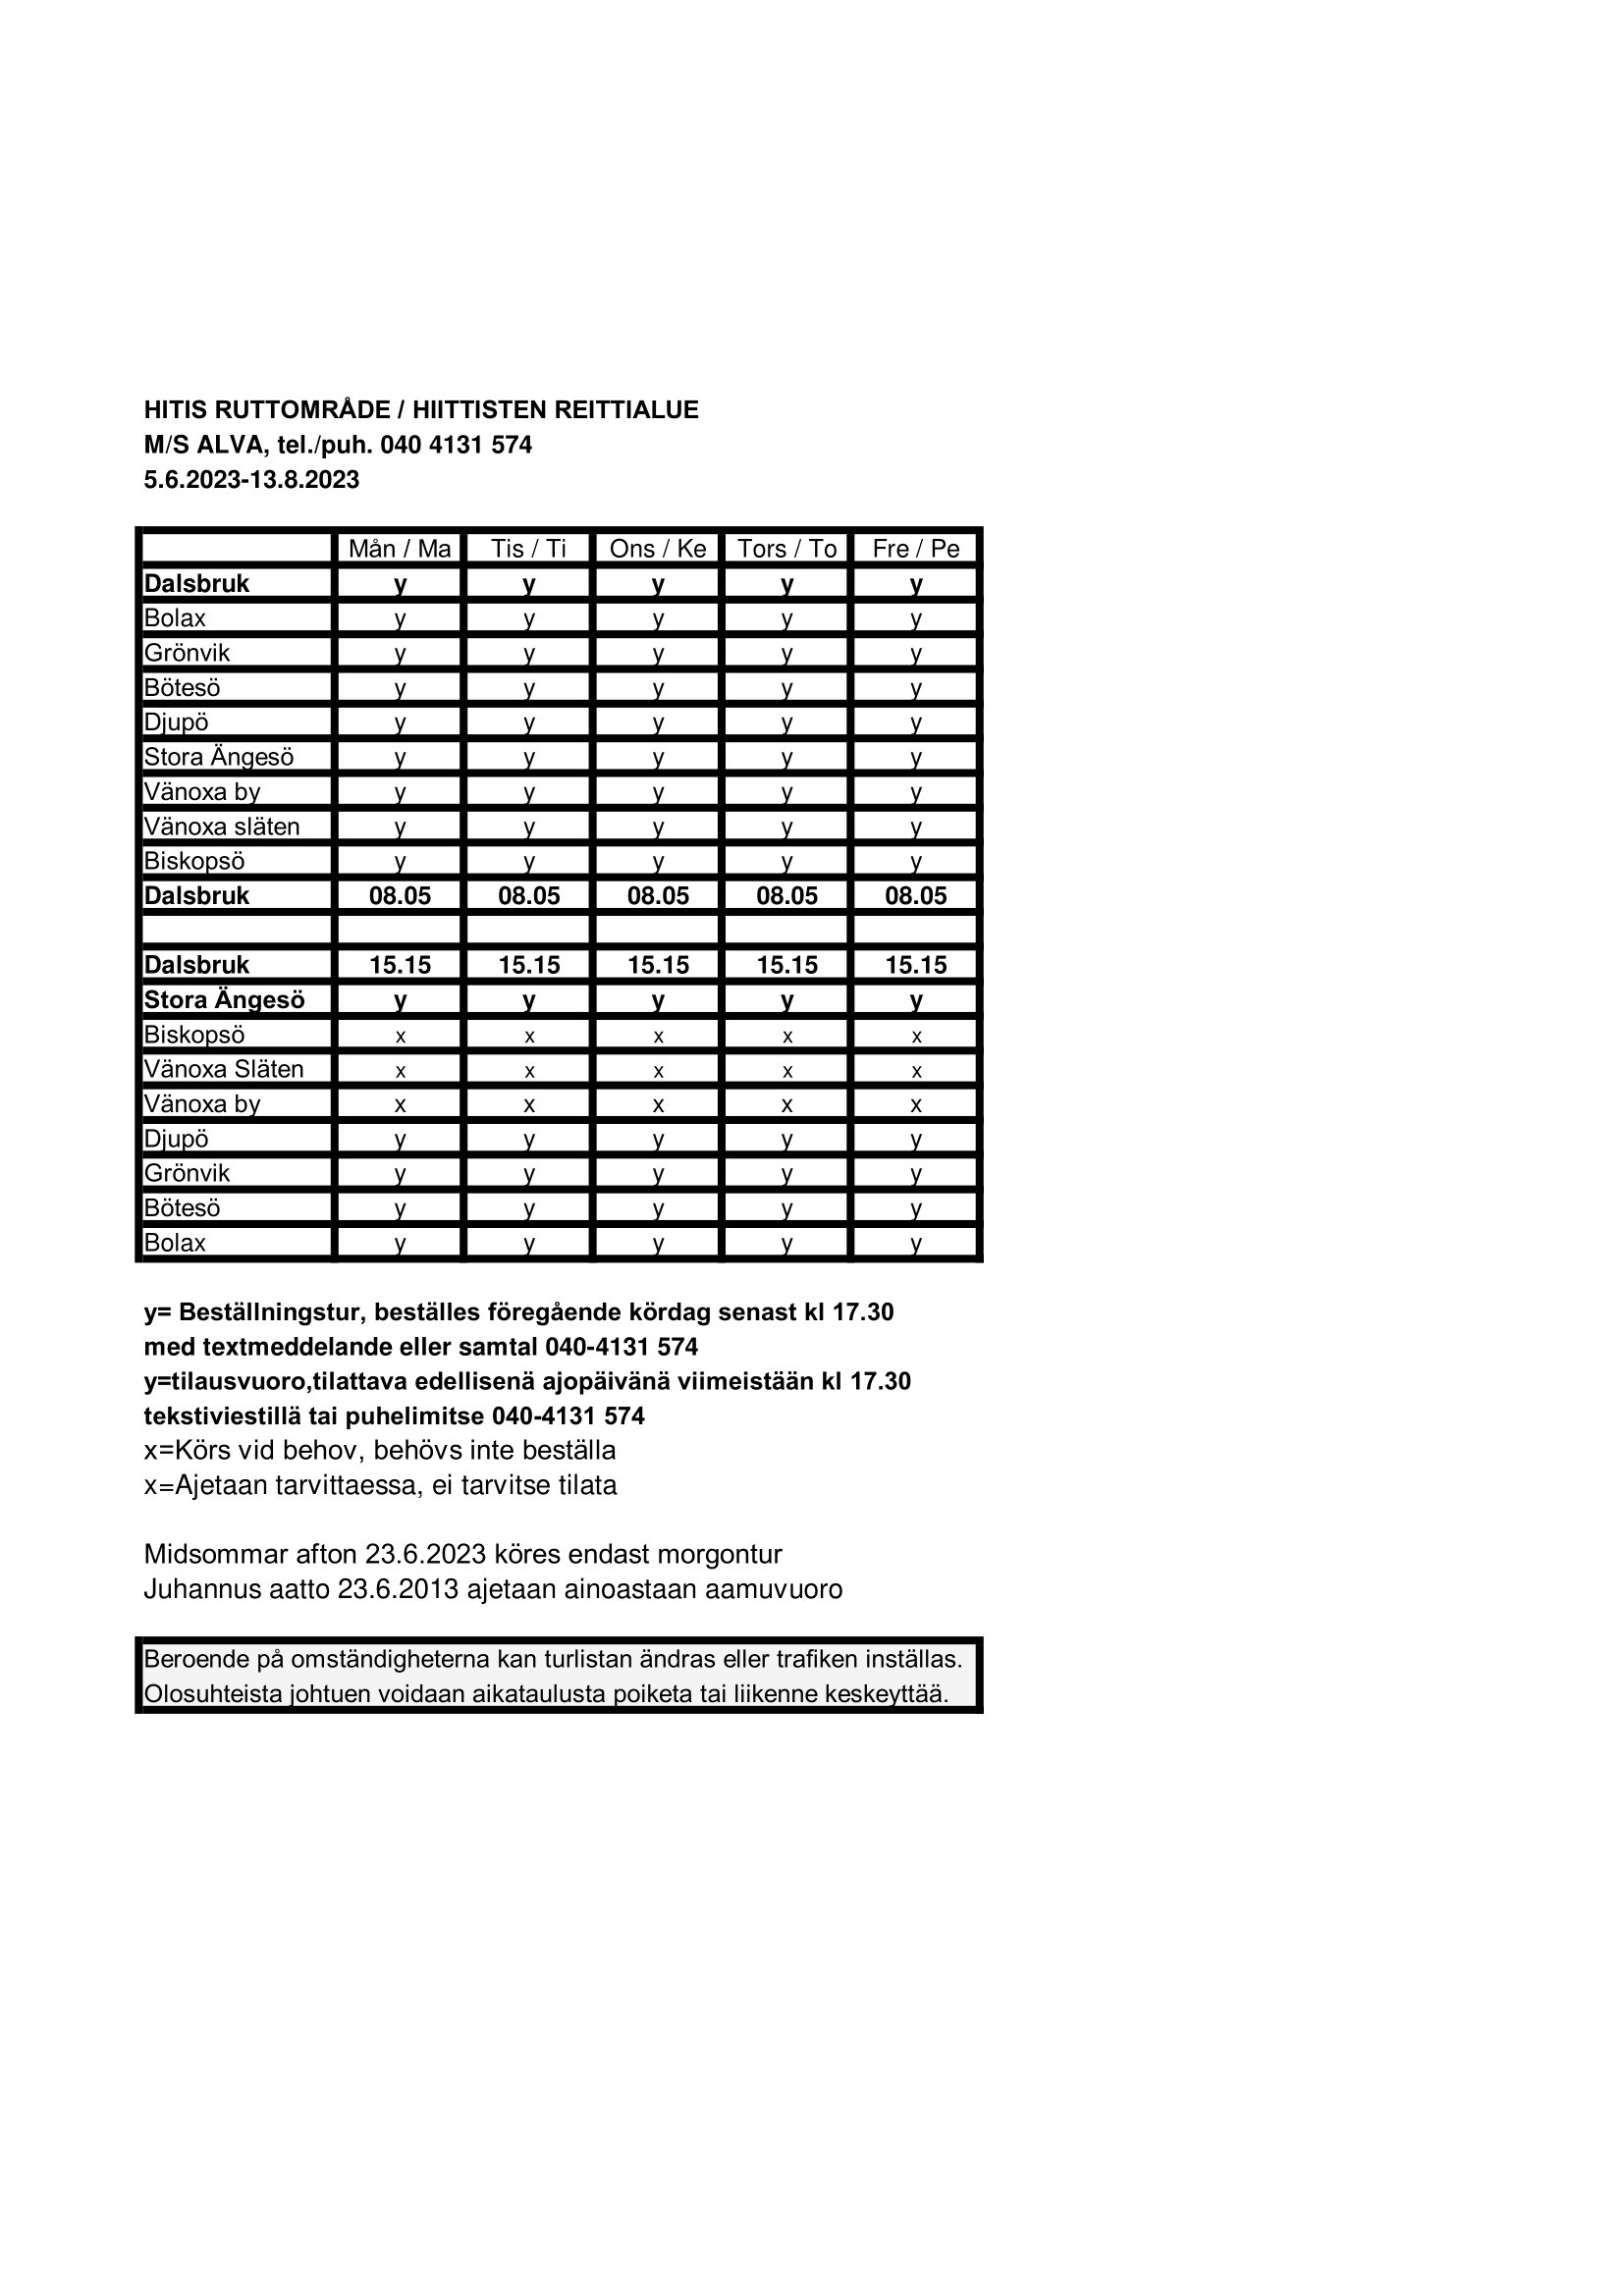 HITIS RUTTOMRÅDE / HIITTISTEN REITTIALUE
M/S ALVA, tel./puh. 040 4131 574
5.6.2023-13.8.2023
Mån / Ma Tis / Ti Ons / Ke Tors / To Fre / Pe
Dalsbruk y y y y y
Bolax y y y y y
Grönvik y y y y y
Bötesö y y y y y
Djupö y y y y y
Stora Ängesö y y y y y
Vänoxa by y y y y y
Vänoxa släten y y y y y
Biskopsö y y y y y
Dalsbruk 08.05 08.05 08.05 08.05 08.05
Dalsbruk 15.15 15.15 15.15 15.15 15.15
Stora Ängesö y y y y y
Biskopsö x x x x x
Vänoxa Släten x x x x x
Vänoxa by x x x x x
Djupö y y y y y
Grönvik y y y y y
Bötesö y y y y y
Bolax y y y y y
y= Beställningstur, beställes föregående kördag senast kl 17.30
med textmeddelande eller samtal 040-4131 574
y=tilausvuoro,tilattava edellisenä ajopäivänä viimeistään kl 17.30
tekstiviestillä tai puhelimitse 040-4131 574
x=Körs vid behov, behövs inte beställa
x=Ajetaan tarvittaessa, ei tarvitse tilata
Midsommar afton 23.6.2023 köres endast morgontur
Juhannus aatto 23.6.2013 ajetaan ainoastaan aamuvuoro
Beroende på omständigheterna kan turlistan ändras eller trafiken inställas.
Olosuhteista johtuen voidaan aikataulusta poiketa tai liikenne keskeyttää.